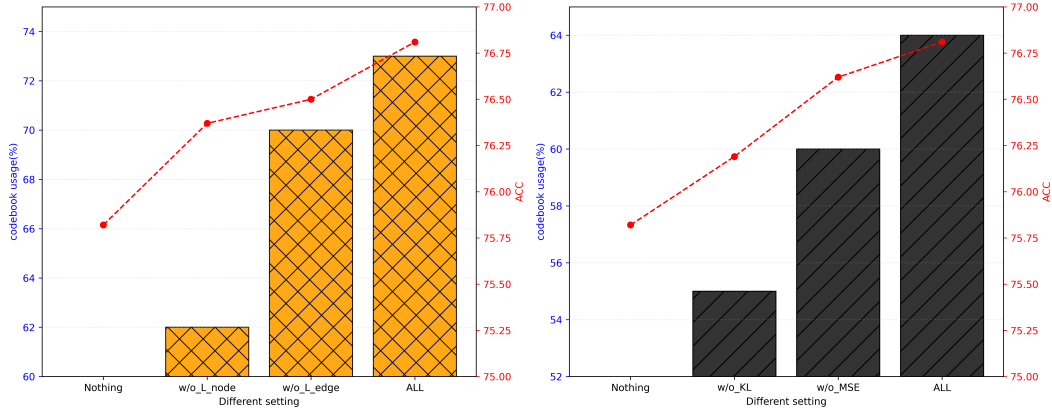 74
72
70
68
66
64
62
60
codebook usage(%)
77.00
76.75
76.50
76.25
76.00
75.75
75.50
75.25
75.00
ACC
Nothing
w/o_L_node
w/o_L_edge
ALL
Different setting
64
62
60
58
56
54
52
codebook usage(%)
77.00
76.75
76.50
76.25
76.00
75.75
75.50
75.25
75.00
ACC
Nothing
w/o_KL
w/o_MSE
ALL
Different setting